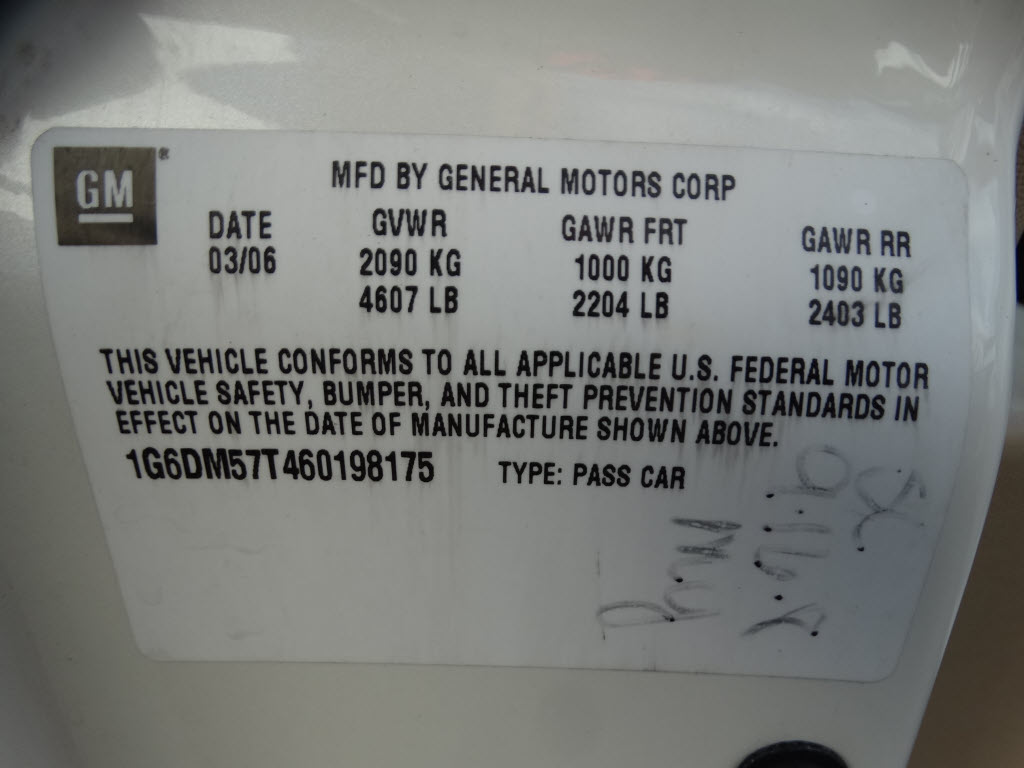 GM®
MFD BY GENERAL MOTORS CORP
DATE GVWR GAWR FRT GAWR RR
03/06 2090 KG 1000 KG 1090 KG
4607 LB 2204 LB 2403 LB
THIS VEHICLE CONFORMS TO ALL APPLICABLE U.S. FEDERAL MOTOR
VEHICLE SAFETY, BUMPER, AND THEFT PREVENTION STANDARDS IN
EFFECT ON THE DATE OF MANUFACTURE SHOWN ABOVE.
1G6DM57T460198175 TYPE: PASS CAR